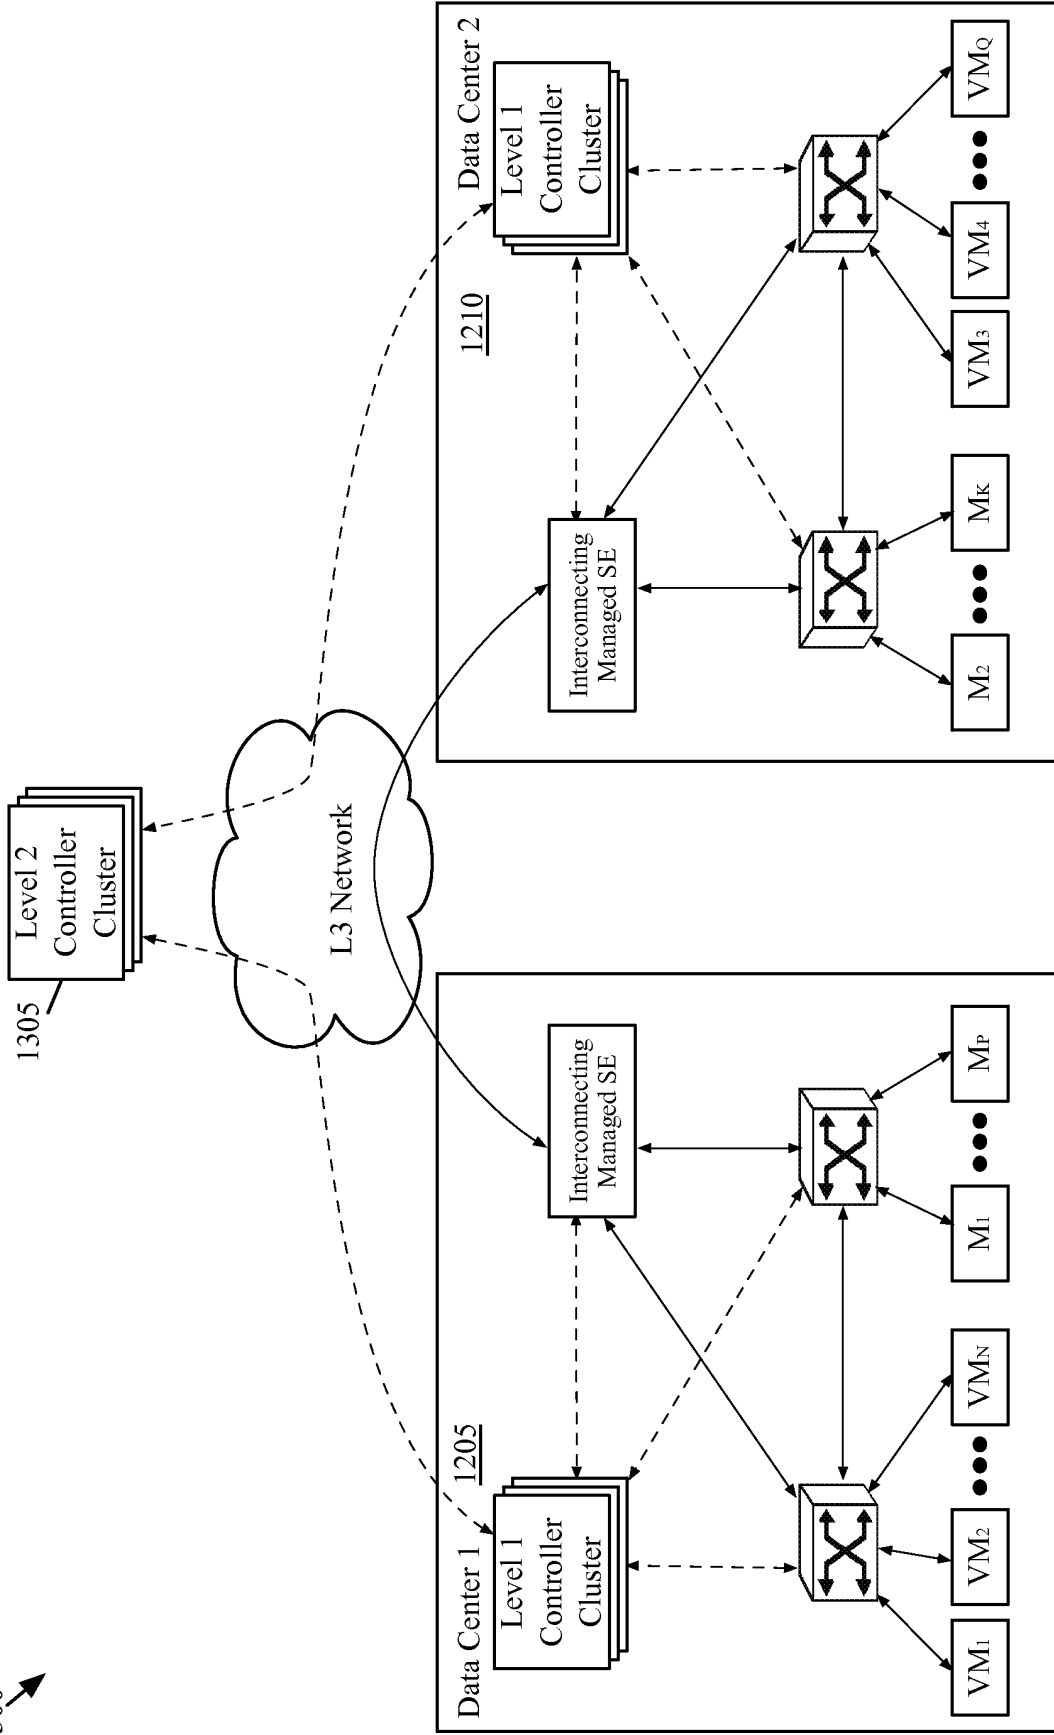 1305
Level 2
Controller
Cluster
L3 Network
Data Center 1
1205
Level 1
Controller
Cluster
Interconnecting
Managed SE
VM1
VM2
VMN
M1
MP
Data Center 2
1210
Interconnecting
Managed SE
Level 1
Controller
Cluster
M2
MK
VM3
VM4
VMQ